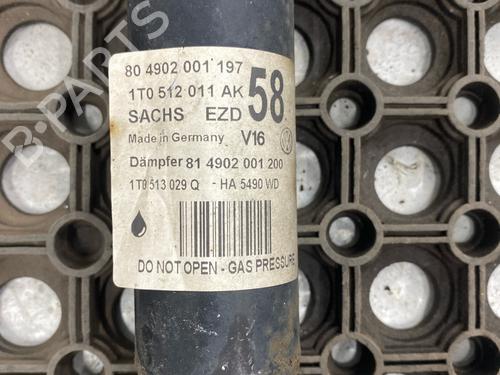 80 4902 001 197
1T0 512 011 AK
58
SACHS EZD
Made in Germany V16
Dämpfer 81 4902 001 200
1T0 513 029 Q - HA 5490 WD
DO NOT OPEN - GAS PRESSURE
B-PARTS